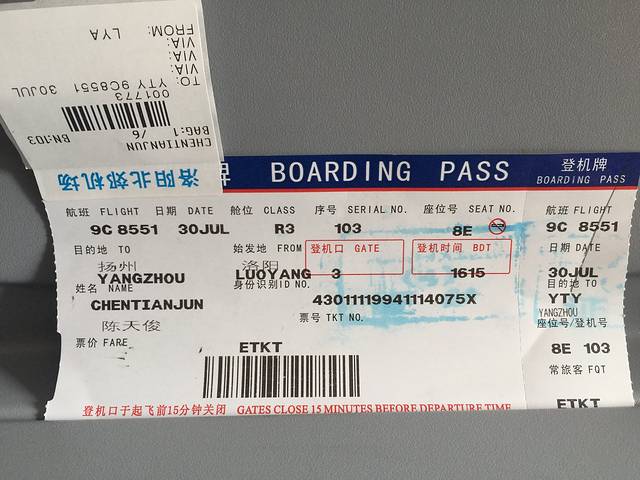 FROM: LYA
VIA:
VIA:
VIA:
TO: YTY 9C8551 30JUL
001773
/6
BAG:1 BN:103
CHENTIANJUN
洛阳北郊机场
BOARDING PASS 登机牌
BOARDING PASS
航班 FLIGHT 日期 DATE 舱位 CLASS 序号 SERIAL NO. 座位号 SEAT NO. 航班 FLIGHT
9C 8551 30JUL R3 103 8E 9C 8551
目的地 TO 始发地 FROM 登机口 GATE 登机时间 BDT 日期 DATE
扬州 洛阳
YANGZHOU LUOYANG 3 1615 30JUL
姓名 NAME 身份识别ID NO. 目的地 TO
CHENTIANJUN 43011119941114075X YTY
YANGZHOU
陈天俊 票号 TKT NO. 座位号/登机号
票价 FARE 8E 103
ETKT 常旅客 FQT
ETKT
登机口于起飞前15分钟关闭 GATES CLOSE 15 MINUTES BEFORE DEPARTURE TIME